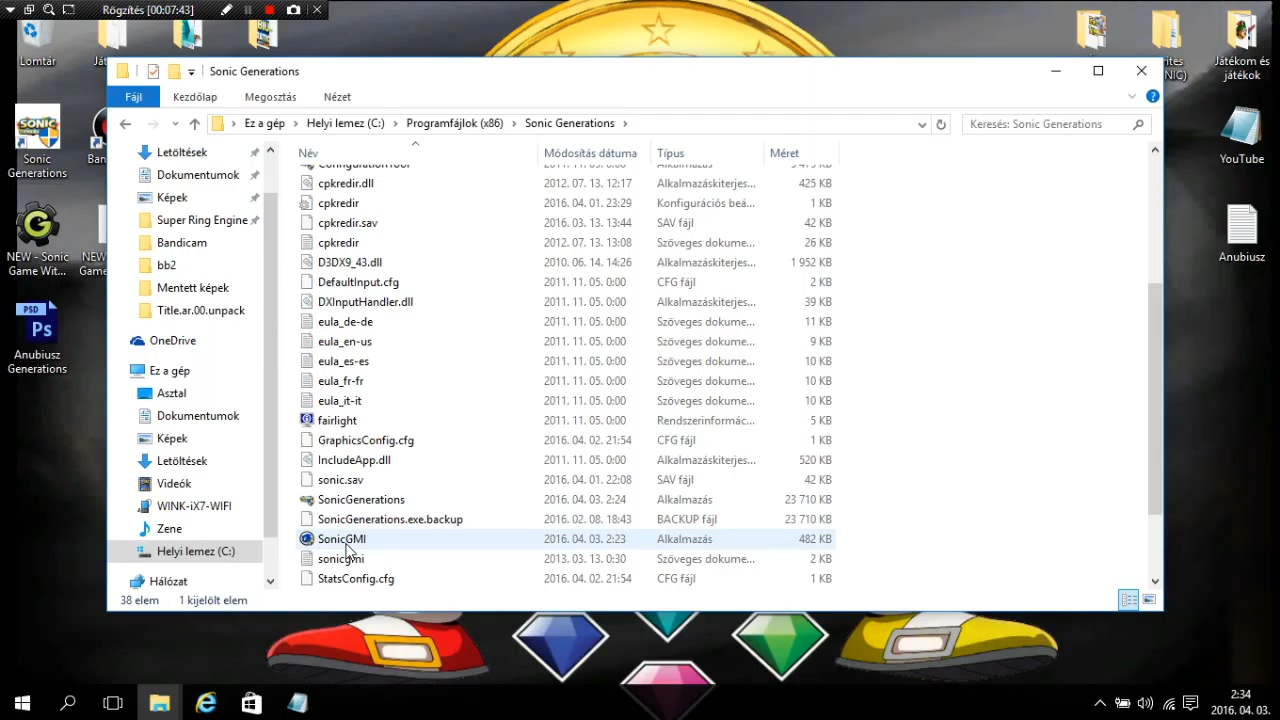 Rögzítés [00:07:43]
Lomtár
Játékom és
játékok
Sonic
Generations
NEW - Sonic
Game Wit...
Anubiusz
Generations
YouTube
Anubiusz
PSD
Ps
Sonic Generations
Fájl Kezdőlap Megosztás Nézet
Ez a gép Helyi lemez (C:) Programfájlok (x86) Sonic Generations
Keresés: Sonic Generations
Letöltések
Dokumentumok
Képek
Super Ring Engine
Bandicam
bb2
Mentett képek
Title.ar.00.unpack
OneDrive
Ez a gép
Asztal
Dokumentumok
Képek
Letöltések
Videók
WINK-iX7-WIFI
Zene
Helyi lemez (C:)
Hálózat
Név Módosítás dátuma Típus Méret
cpkredir.dll 2012. 07. 13. 12:17 Alkalmazáskiterjes... 425 KB
cpkredir 2016. 04. 01. 23:29 Konfigurációs beá... 1 KB
cpkredir.sav 2016. 03. 13. 13:44 SAV fájl 42 KB
cpkredir 2012. 07. 13. 13:08 Szöveges dokume... 26 KB
D3DX9_43.dll 2010. 06. 14. 14:26 Alkalmazáskiterjes... 1 952 KB
DefaultInput.cfg 2011. 11. 05. 0:00 CFG fájl 2 KB
DXInputHandler.dll 2011. 11. 05. 0:00 Alkalmazáskiterjes... 39 KB
eula_de-de 2011. 11. 05. 0:00 Szöveges dokume... 11 KB
eula_en-us 2011. 11. 05. 0:00 Szöveges dokume... 9 KB
eula_es-es 2011. 11. 05. 0:00 Szöveges dokume... 10 KB
eula_fr-fr 2011. 11. 05. 0:00 Szöveges dokume... 10 KB
eula_it-it 2011. 11. 05. 0:00 Szöveges dokume... 10 KB
fairlight 2011. 11. 05. 0:00 Rendszerinformác... 5 KB
GraphicsConfig.cfg 2016. 04. 02. 21:54 CFG fájl 1 KB
IncludeApp.dll 2011. 11. 05. 0:00 Alkalmazáskiterjes... 520 KB
sonic.sav 2016. 04. 01. 22:08 SAV fájl 42 KB
SonicGenerations 2016. 04. 03. 2:24 Alkalmazás 23 710 KB
SonicGenerations.exe.backup 2016. 02. 08. 18:43 BACKUP fájl 23 710 KB
SonicGMI 2016. 04. 03. 2:23 Alkalmazás 482 KB
sonicgmi 2013. 03. 13. 0:30 Szöveges dokume... 2 KB
StatsConfig.cfg 2016. 04. 02. 21:54 CFG fájl 1 KB
38 elem 1 kijelölt elem
2:34
2016. 04. 03.